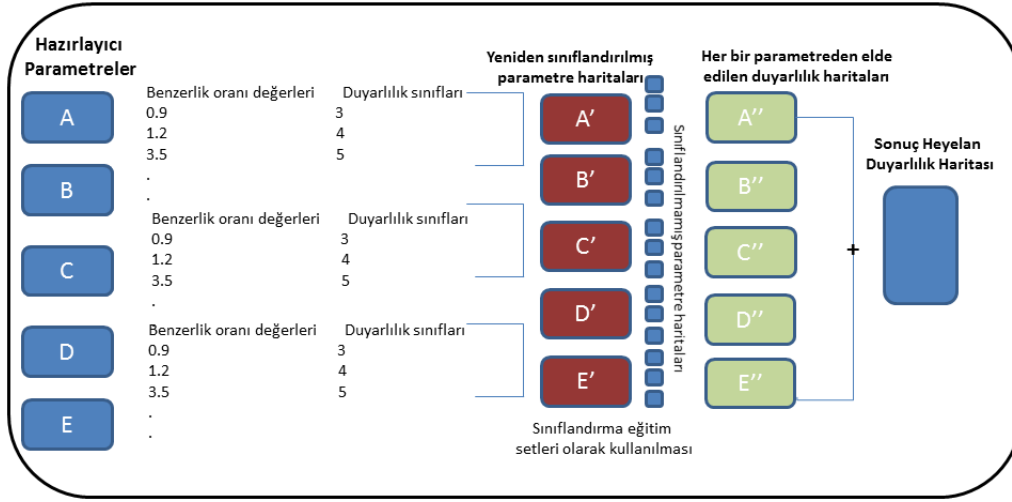 Hazırlayıcı
Parametreler
A
B
C
D
E
Benzerlik oranı değerleri Duyarlılık sınıfları
0.9 3
1.2 4
3.5 5
.
.
Benzerlik oranı değerleri Duyarlılık sınıfları
0.9 3
1.2 4
3.5 5
.
Benzerlik oranı değerleri Duyarlılık sınıfları
0.9 3
1.2 4
3.5 5
.
.
Yeniden sınıflandırılmış
parametre haritaları
A’
B’
C’
D’
E’
Sınıflandırma eğitim
setleri olarak kullanılması
Sınıflandırılmamış parametre haritaları
Her bir parametreden elde
edilen duyarlılık haritaları
A’’
B’’
C’’
D’’
E’’
+
Sonuç Heyelan
Duyarlılık Haritası